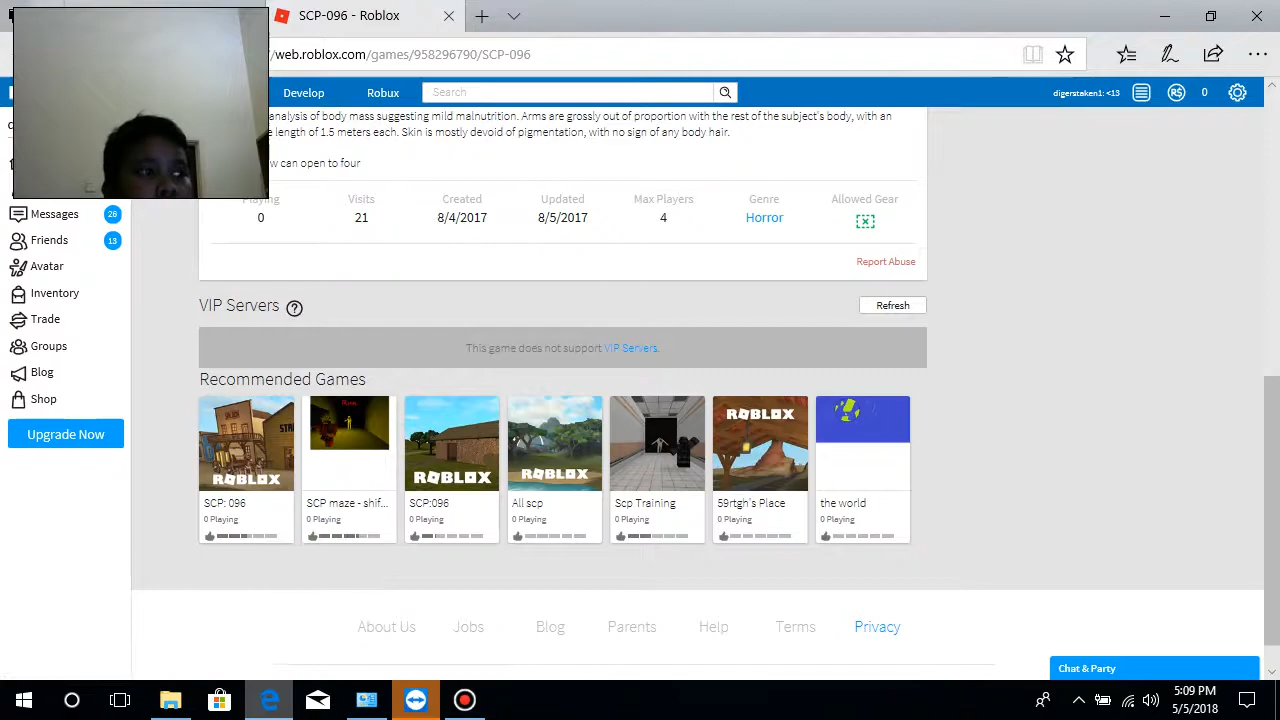 SCP-096 - Roblox
/web.roblox.com/games/958296790/SCP-096
Develop
Robux
Search
digerstaken1: <13
R$
0
analysis of body mass suggesting mild malnutrition. Arms are grossly out of proportion with the rest of the subject's body, with an
length of 1.5 meters each. Skin is mostly devoid of pigmentation, with no sign of any body hair.
can open to four
Playing
Visits
Created
Updated
Max Players
Genre
Allowed Gear
0
21
8/4/2017
8/5/2017
4
Horror
Report Abuse
Messages
26
Friends
13
Avatar
Inventory
Trade
Groups
Blog
Shop
Upgrade Now
VIP Servers
?
Refresh
This game does not support VIP Servers.
Recommended Games
ROBLOX
ROBLOX
ROBLOX
ROBLOX
SCP: 096
SCP maze - shif...
SCP:096
All scp
Scp Training
59rtgh's Place
the world
0 Playing
0 Playing
0 Playing
0 Playing
0 Playing
0 Playing
0 Playing
About Us
Jobs
Blog
Parents
Help
Terms
Privacy
Chat & Party
5:09 PM
5/5/2018